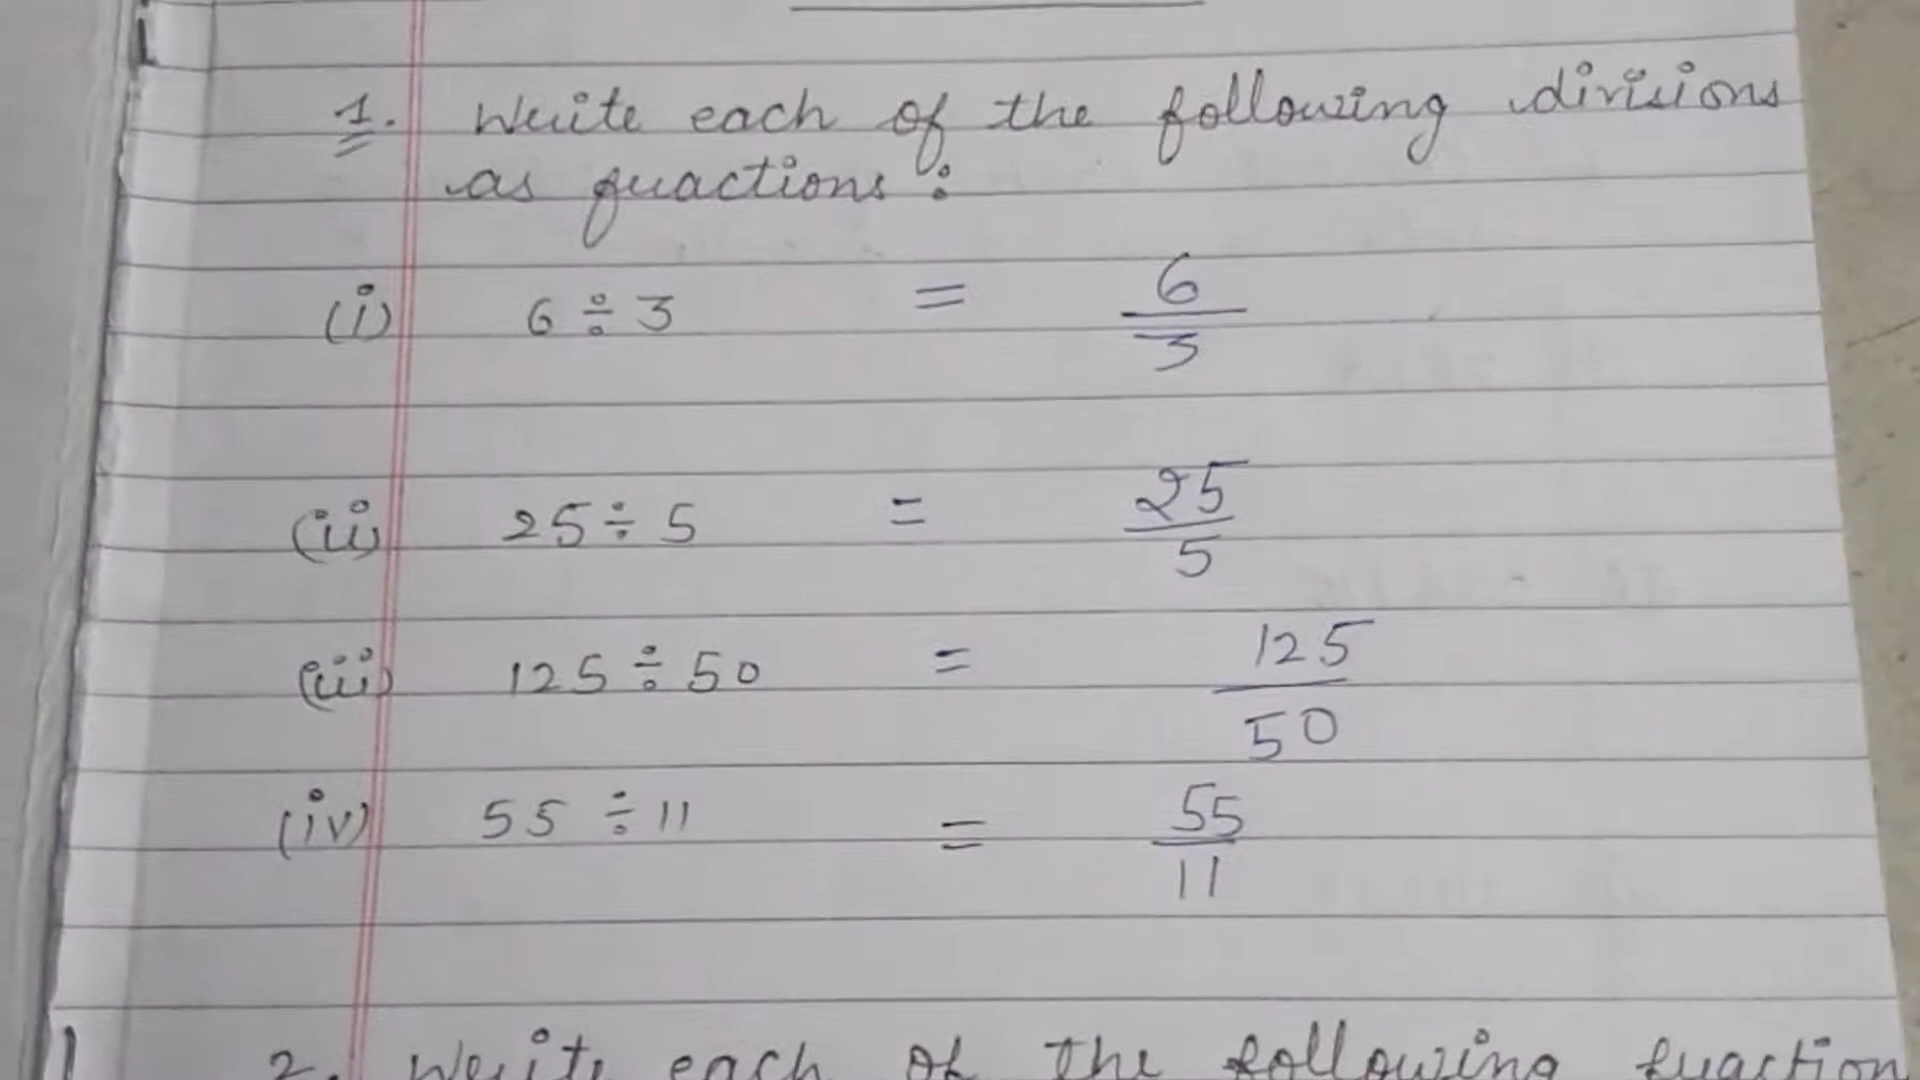 1. Write each of the following divisions
as fractions :
(i) 6 ÷ 3 = 6/3
(ii) 25 ÷ 5 = 25/5
(iii) 125 ÷ 50 = 125/50
(iv) 55 ÷ 11 = 55/11
2. Write each of the following fraction